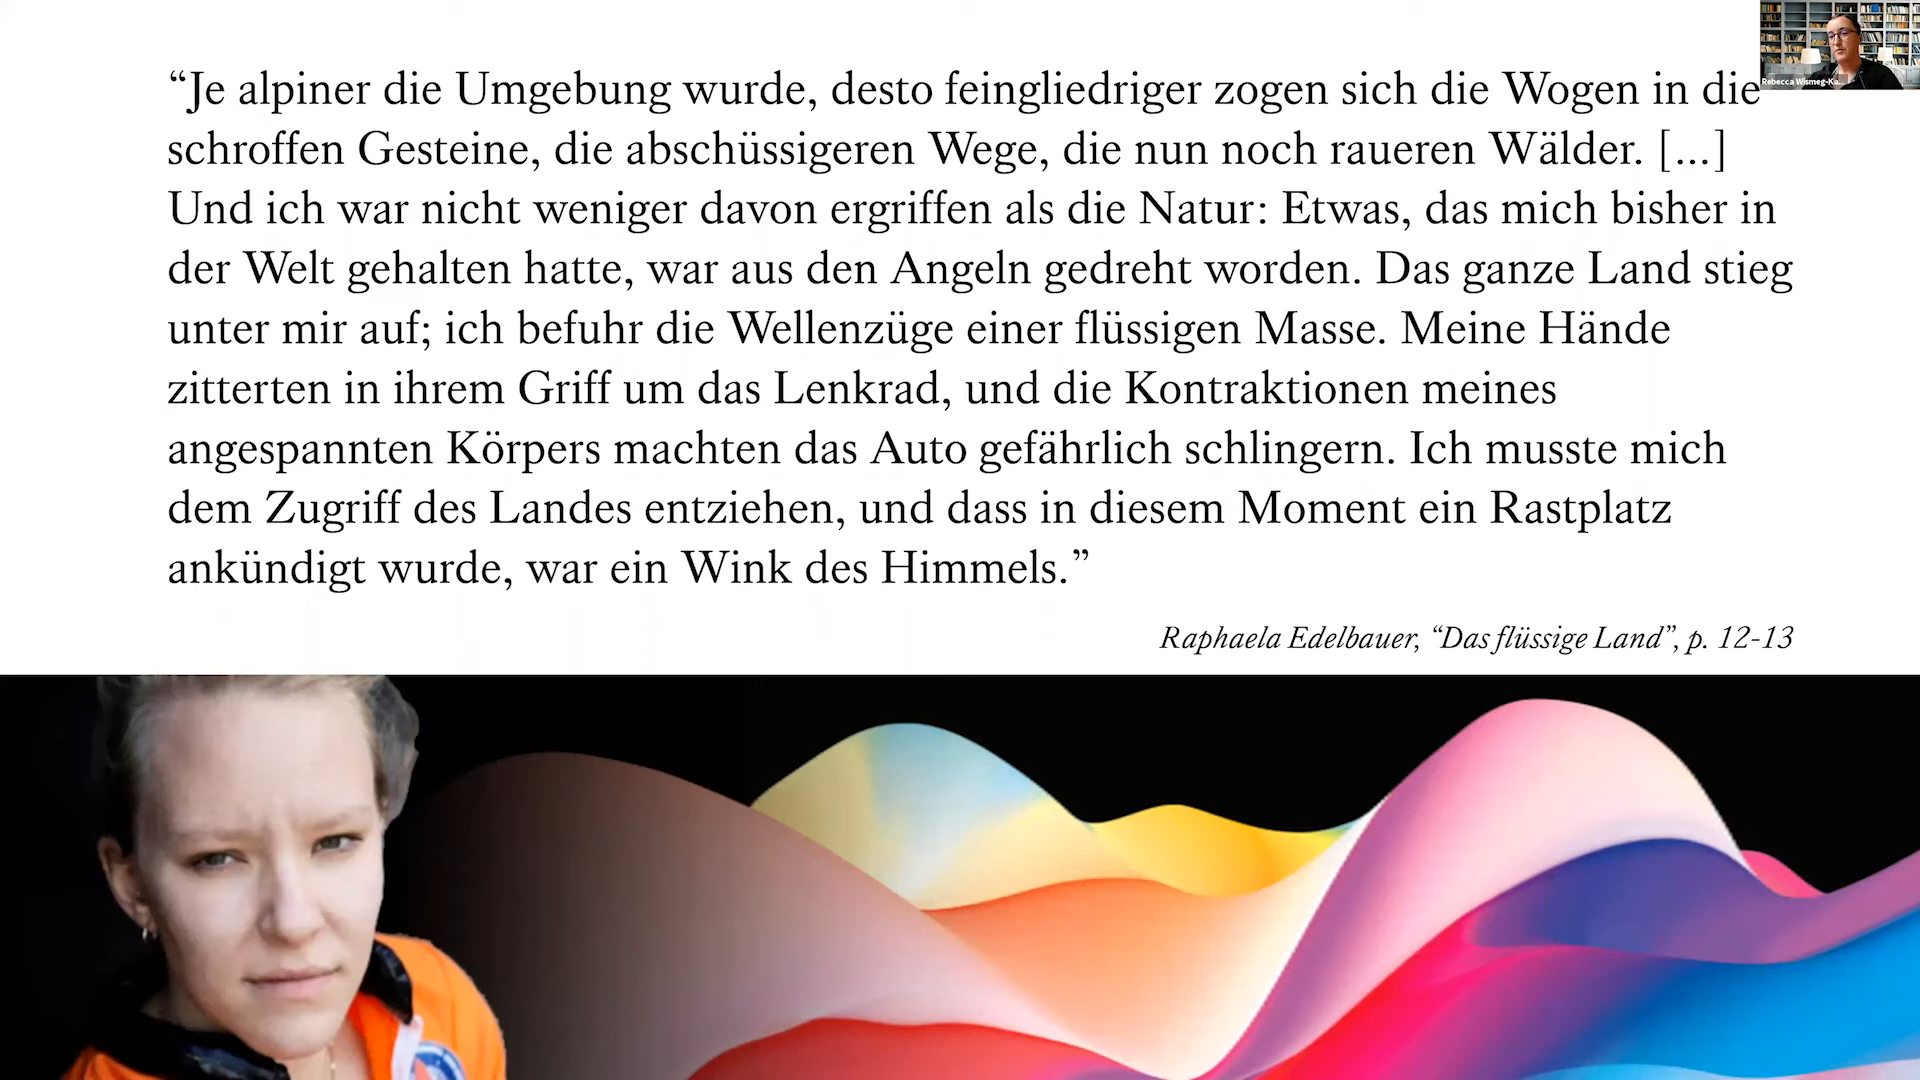 “Je alpiner die Umgebung wurde, desto feingliedriger zogen sich die Wogen in die
schroffen Gesteine, die abschüssigeren Wege, die nun noch raueren Wälder. [...]
Und ich war nicht weniger davon ergriffen als die Natur: Etwas, das mich bisher in
der Welt gehalten hatte, war aus den Angeln gedreht worden. Das ganze Land stieg
unter mir auf; ich befuhr die Wellenzüge einer flüssigen Masse. Meine Hände
zitterten in ihrem Griff um das Lenkrad, und die Kontraktionen meines
angespannten Körpers machten das Auto gefährlich schlingern. Ich musste mich
dem Zugriff des Landes entziehen, und dass in diesem Moment ein Rastplatz
ankündigt wurde, war ein Wink des Himmels.”
Raphaela Edelbauer, “Das flüssige Land”, p. 12-13
Rebecca Wismeg-Ka...